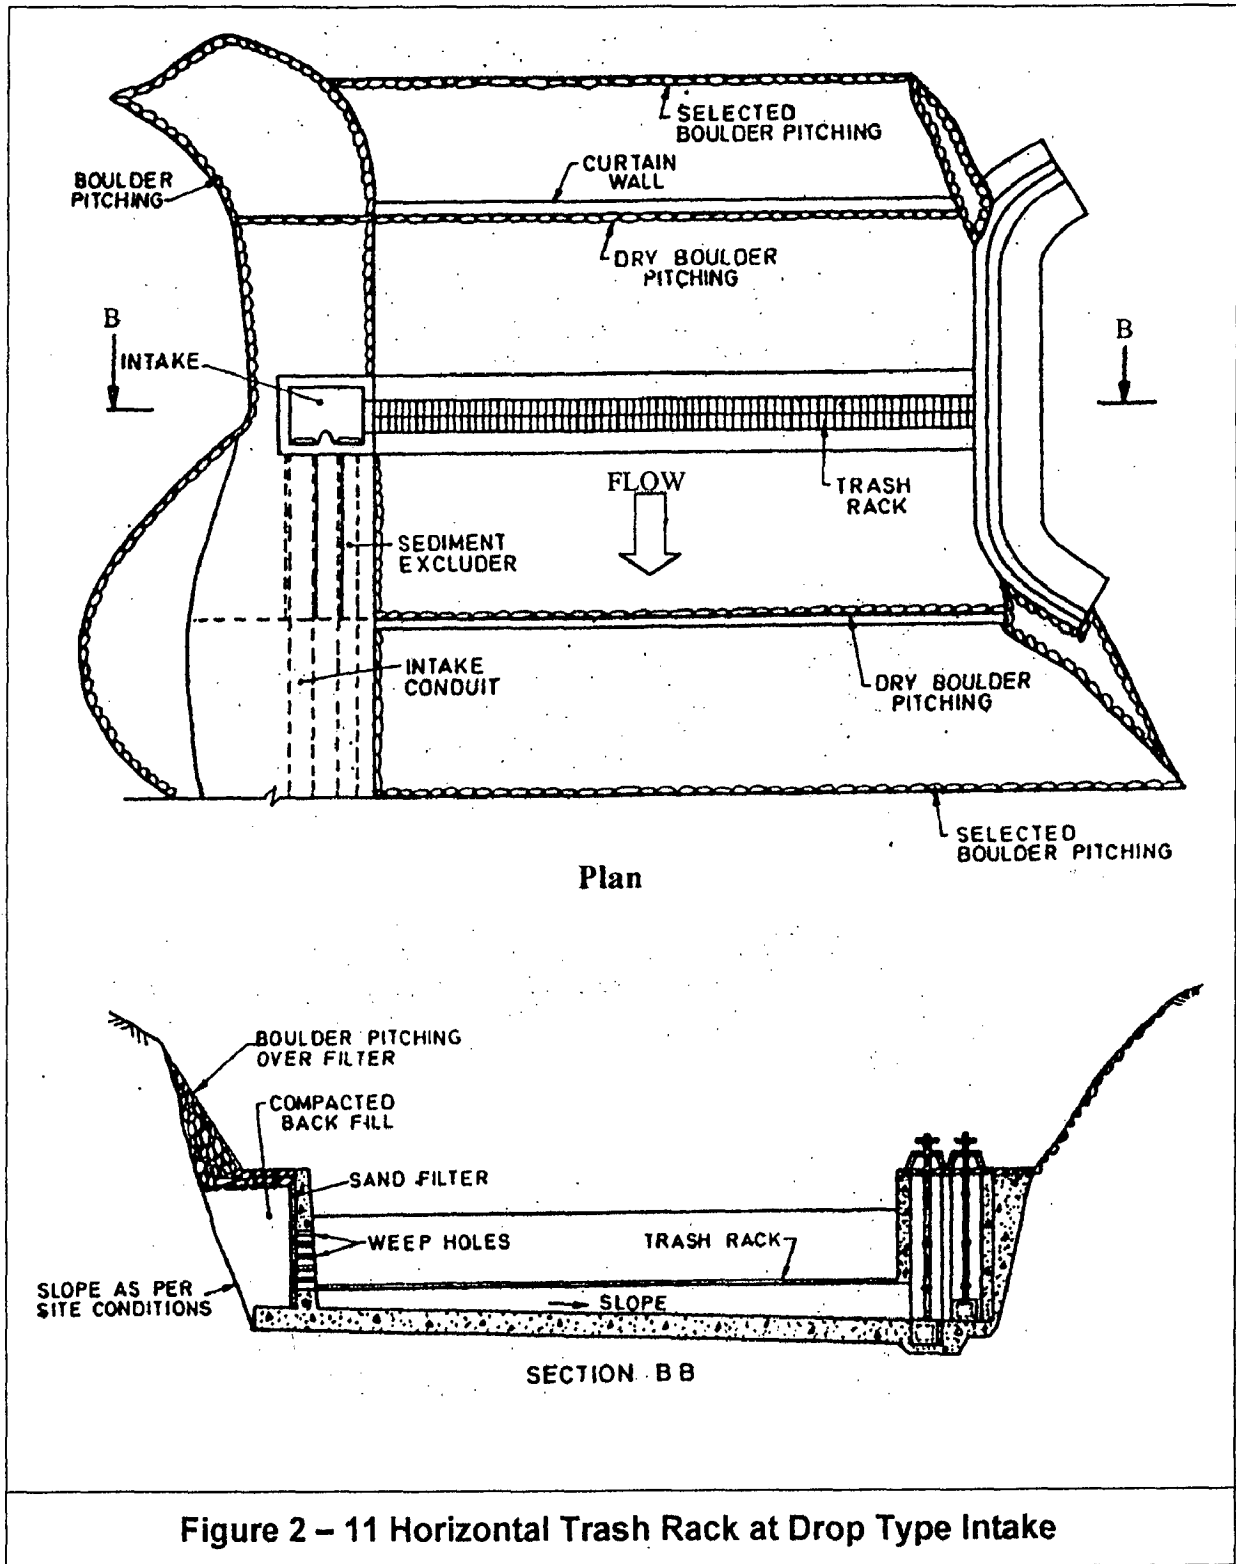 SELECTED
BOULDER PITCHING
CURTAIN
WALL
BOULDER
PITCHING
DRY BOULDER
PITCHING
B
B
INTAKE
TRASH
RACK
FLOW
SEDIMENT
EXCLUDER
INTAKE
CONDUIT
DRY BOULDER
PITCHING
SELECTED
BOULDER PITCHING
Plan
BOULDER PITCHING
OVER FILTER
COMPACTED
BACK FILL
SAND FILTER
WEEP HOLES
TRASH RACK
SLOPE AS PER
SITE CONDITIONS
SLOPE
SECTION BB
Figure 2 – 11 Horizontal Trash Rack at Drop Type Intake